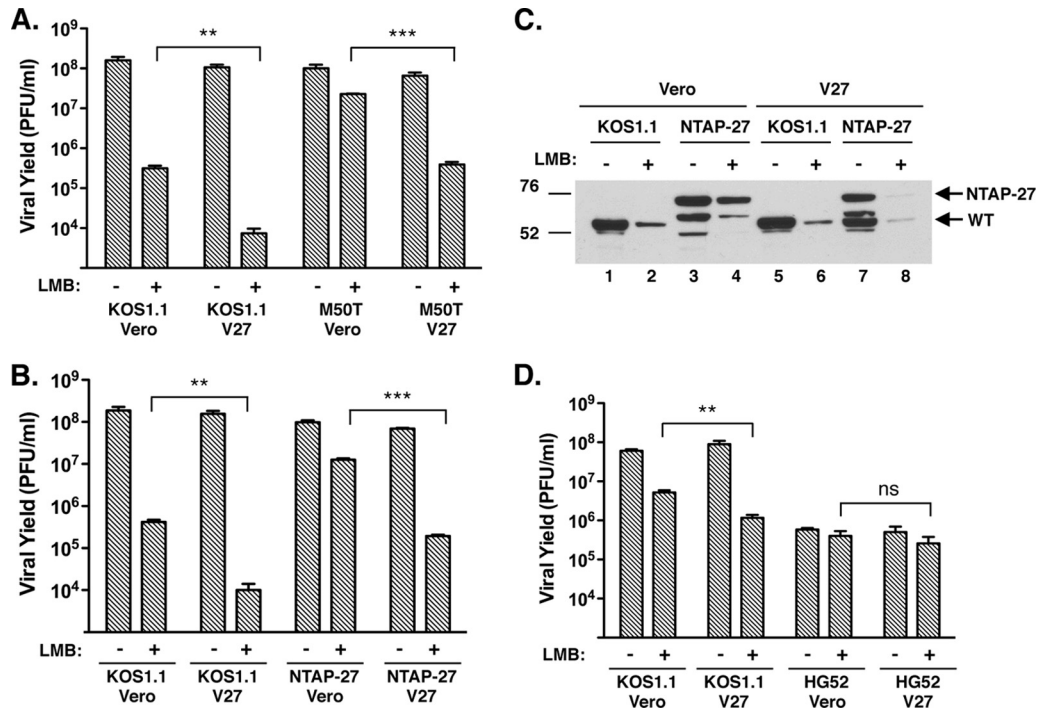 A.
Viral Yield (PFU/ml)
10⁹
10⁸
10⁷
10⁶
10⁵
10⁴
**
***
LMB: - + - + - + - +
KOS1.1 KOS1.1 M50T M50T
Vero V27 Vero V27
B.
Viral Yield (PFU/ml)
10⁹
10⁸
10⁷
10⁶
10⁵
10⁴
**
***
LMB: - + - + - + - +
KOS1.1 KOS1.1 NTAP-27 NTAP-27
Vero V27 Vero V27
C.
Vero V27
KOS1.1 NTAP-27 KOS1.1 NTAP-27
LMB: - + - + - + - +
76
52
NTAP-27
WT
1 2 3 4 5 6 7 8
D.
Viral Yield (PFU/ml)
10⁹
10⁸
10⁷
10⁶
10⁵
10⁴
**
ns
LMB: - + - + - + - +
KOS1.1 KOS1.1 HG52 HG52
Vero V27 Vero V27